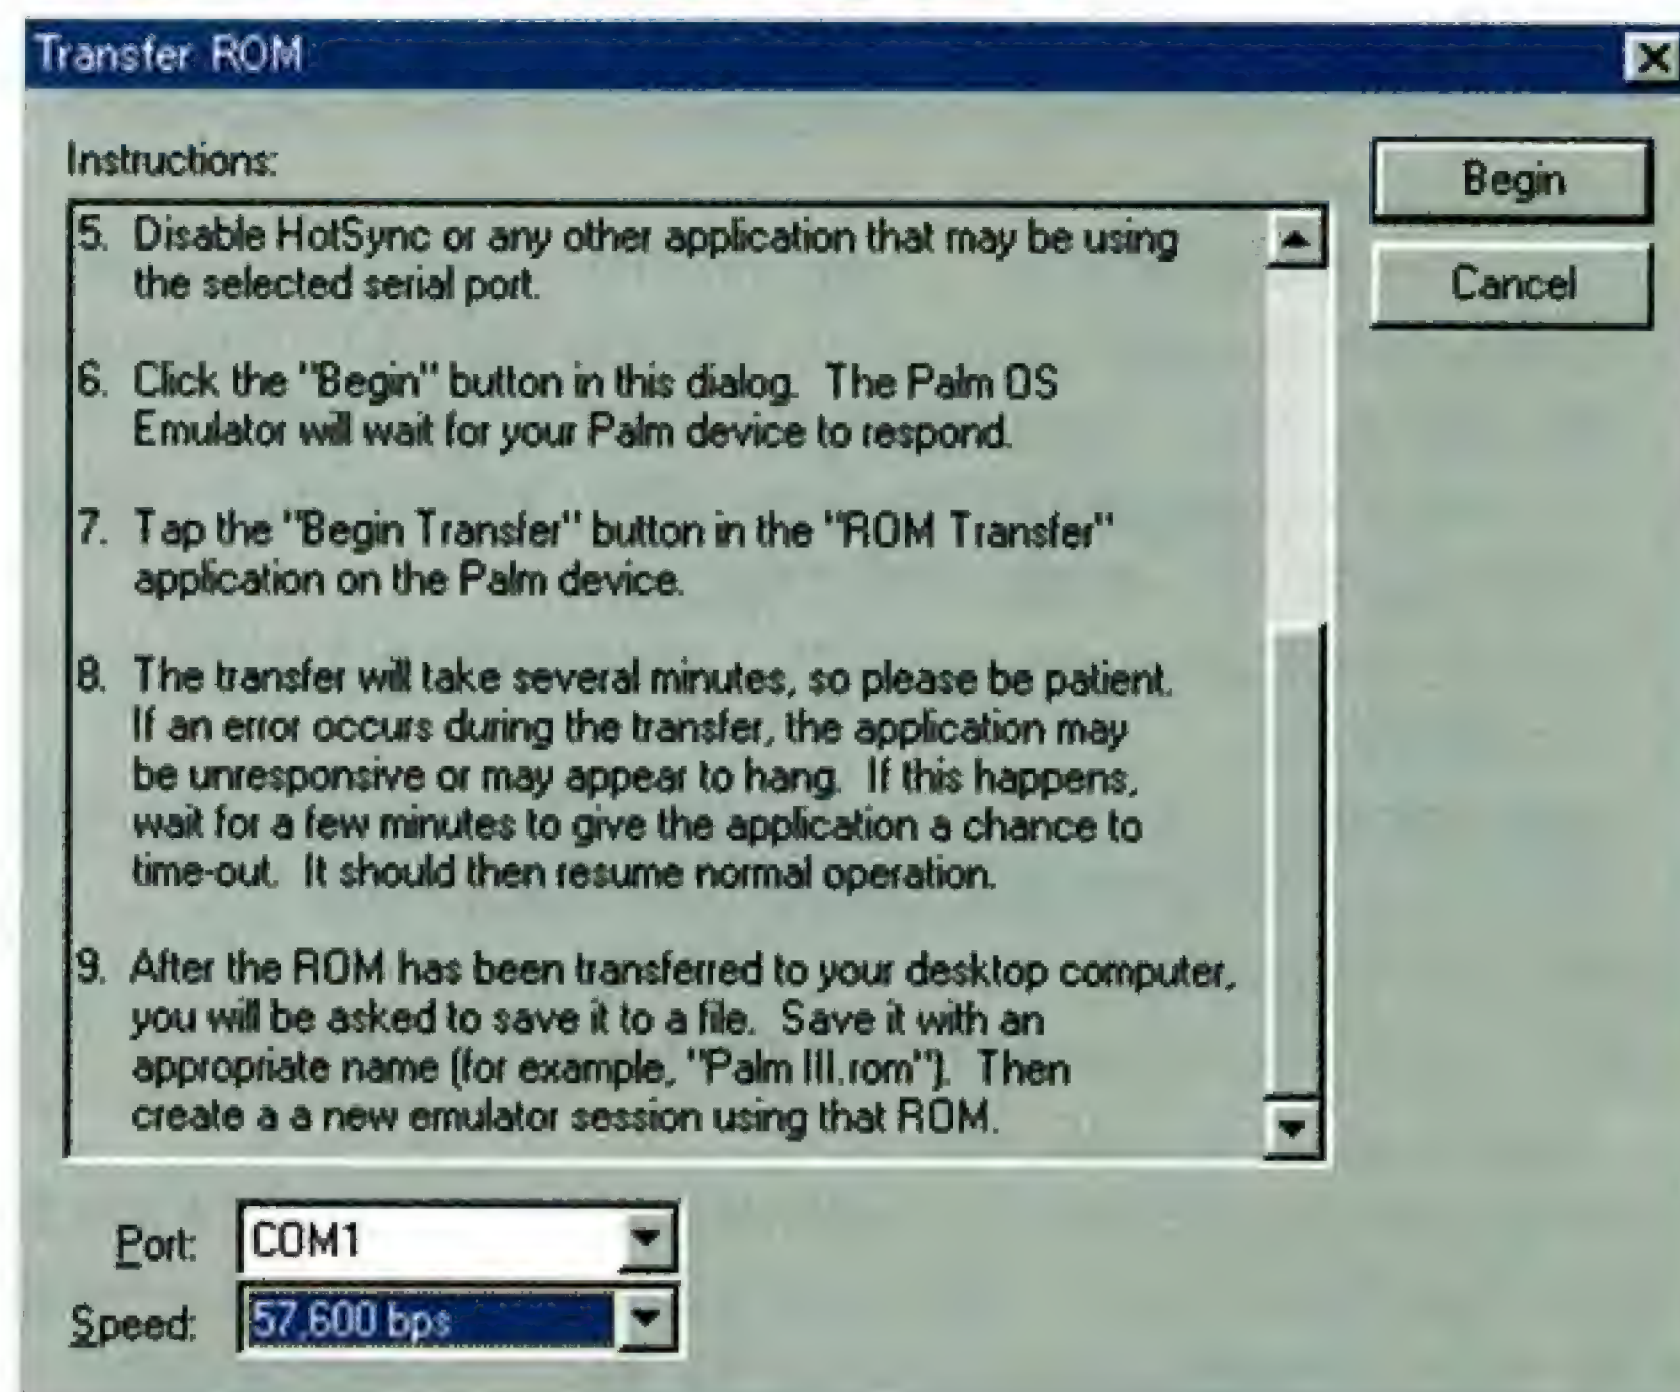 Transfer ROM
Instructions:
Begin
Cancel
5. Disable HotSync or any other application that may be using
the selected serial port.
6. Click the "Begin" button in this dialog. The Palm OS
Emulator will wait for your Palm device to respond.
7. Tap the "Begin Transfer" button in the "ROM Transfer"
application on the Palm device.
8. The transfer will take several minutes, so please be patient.
If an error occurs during the transfer, the application may
be unresponsive or may appear to hang. If this happens,
wait for a few minutes to give the application a chance to
time-out. It should then resume normal operation.
9. After the ROM has been transferred to your desktop computer,
you will be asked to save it to a file. Save it with an
appropriate name (for example, "Palm III.rom"). Then
create a a new emulator session using that ROM.
Port: COM1
Speed: 57,600 bps